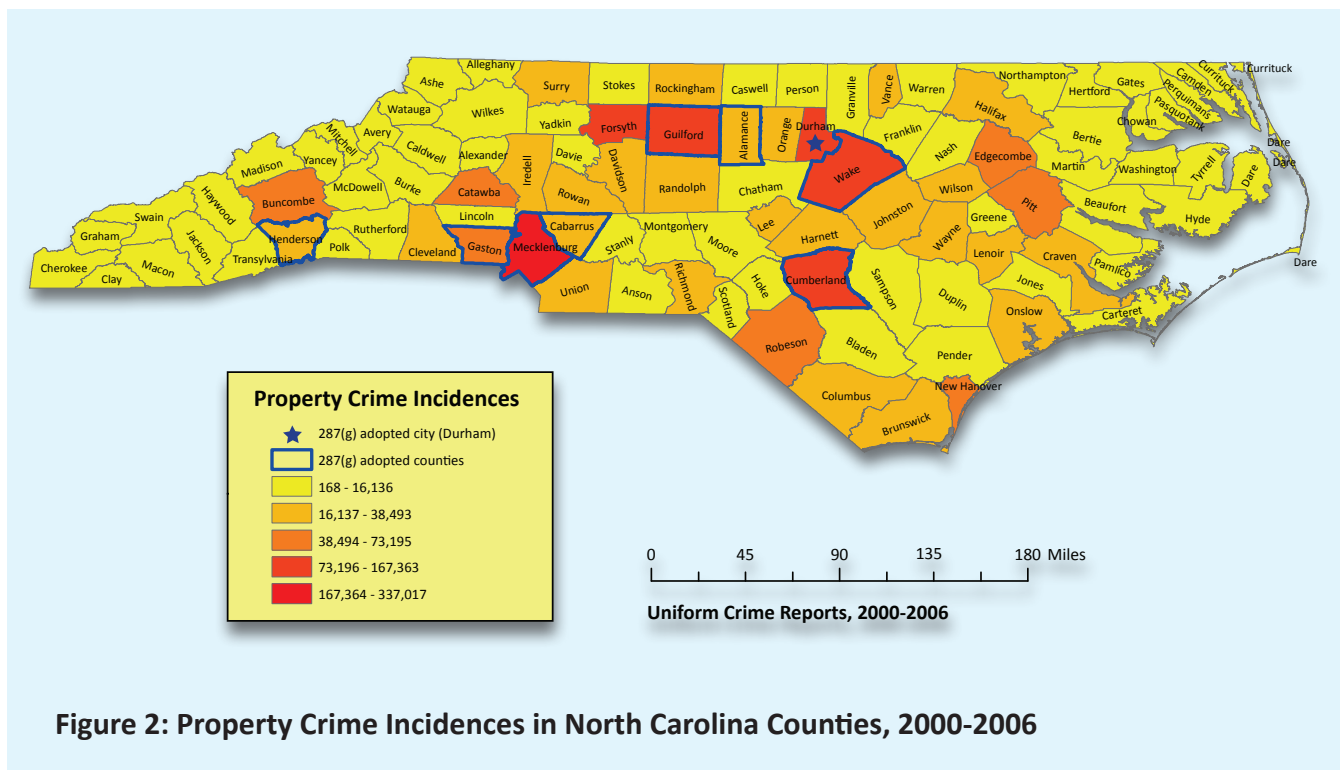 Alleghany
Ashe
Surry
Stokes
Rockingham
Caswell
Person
Granville
Vance
Warren
Northampton
Gates
Currituck
Currituck
Camden
Hertford
Perquimans
Pasquotank
Chowan
Halifax
Watauga
Wilkes
Yadkin
Forsyth
Guilford
Alamance
Orange
Durham
Franklin
Nash
Bertie
Dare
Mitchell
Avery
Caldwell
Alexander
Iredell
Davie
Davidson
Edgecombe
Martin
Washington
Tyrrell
Dare
Dare
Madison
Yancey
McDowell
Burke
Catawba
Rowan
Randolph
Chatham
Wake
Wilson
Pitt
Beaufort
Hyde
Haywood
Buncombe
Swain
Graham
Jackson
Henderson
Polk
Rutherford
Lincoln
Cleveland
Gaston
Mecklenburg
Cabarrus
Stanly
Montgomery
Moore
Lee
Harnett
Johnston
Wayne
Greene
Lenoir
Craven
Pamlico
Dare
Cherokee
Clay
Macon
Transylvania
Union
Anson
Richmond
Scotland
Hoke
Cumberland
Sampson
Duplin
Jones
Onslow
Carteret
Robeson
Bladen
Pender
New Hanover
Columbus
Brunswick
Property Crime Incidences
287(g) adopted city (Durham)
287(g) adopted counties
168 - 16,136
16,137 - 38,493
38,494 - 73,195
73,196 - 167,363
167,364 - 337,017
0 45 90 135 180 Miles
Uniform Crime Reports, 2000-2006
Figure 2: Property Crime Incidences in North Carolina Counties, 2000-2006